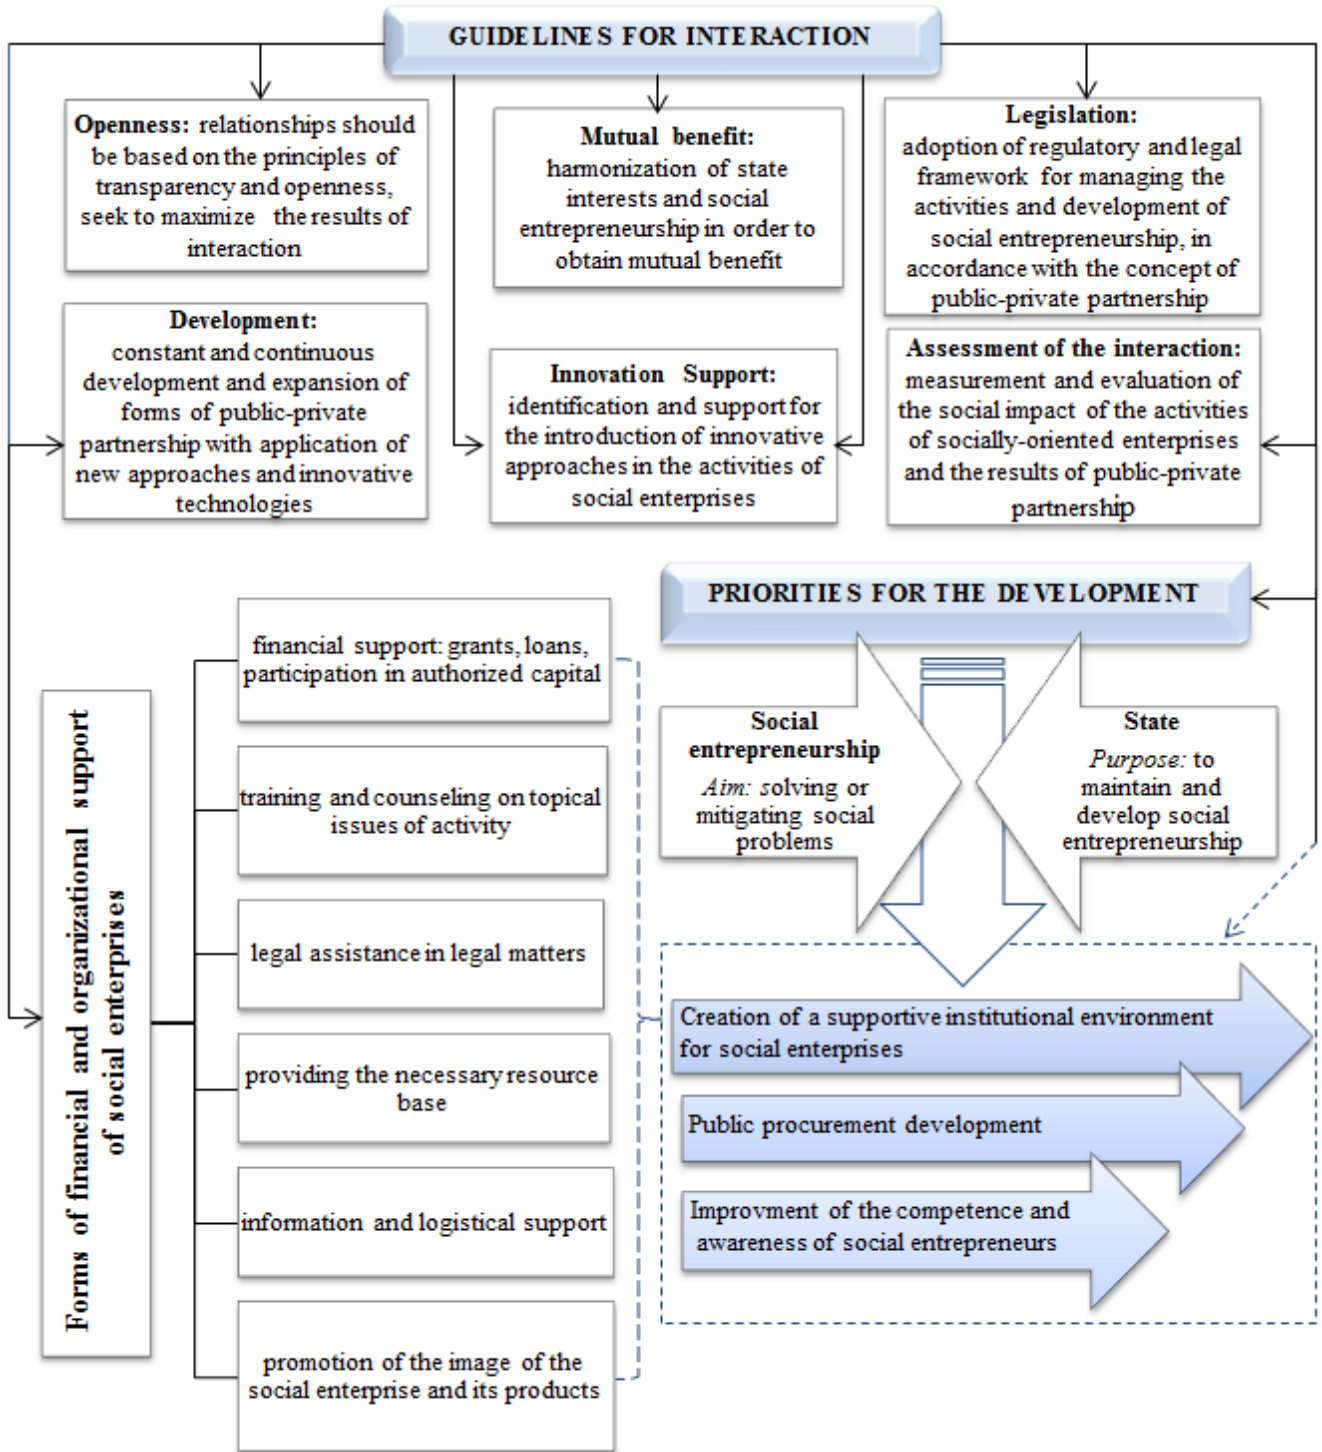 GUIDELINES FOR INTERACTION
Openness: relationships should
be based on the principles of
transparency and openness,
seek to maximize the results of
interaction
Mutual benefit:
harmonization of state
interests and social
entrepreneurship in order to
obtain mutual benefit
Legislation:
adoption of regulatory and legal
framework for managing the
activities and development of
social entrepreneurship, in
accordance with the concept of
public-private partnership
Development:
constant and continuous
development and expansion of
forms of public-private
partnership with application of
new approaches and innovative
technologies
Innovation Support:
identification and support for
the introduction of innovative
approaches in the activities of
social enterprises
Assessment of the interaction:
measurement and evaluation of
the social impact of the activities
of socially-oriented enterprises
and the results of public-private
partnership
PRIORITIES FOR THE DEVELOPMENT
Social
entrepreneurship
Aim: solving or
mitigating social
problems
State
Purpose: to
maintain and
develop social
entrepreneurship
Forms of financial and organizational support
of social enterprises
financial support: grants, loans,
participation in authorized capital
training and counseling on topical
issues of activity
legal assistance in legal matters
providing the necessary resource
base
information and logistical support
promotion of the image of the
social enterprise and its products
Creation of a supportive institutional environment
for social enterprises
Public procurement development
Improvment of the competence and
awareness of social entrepreneurs